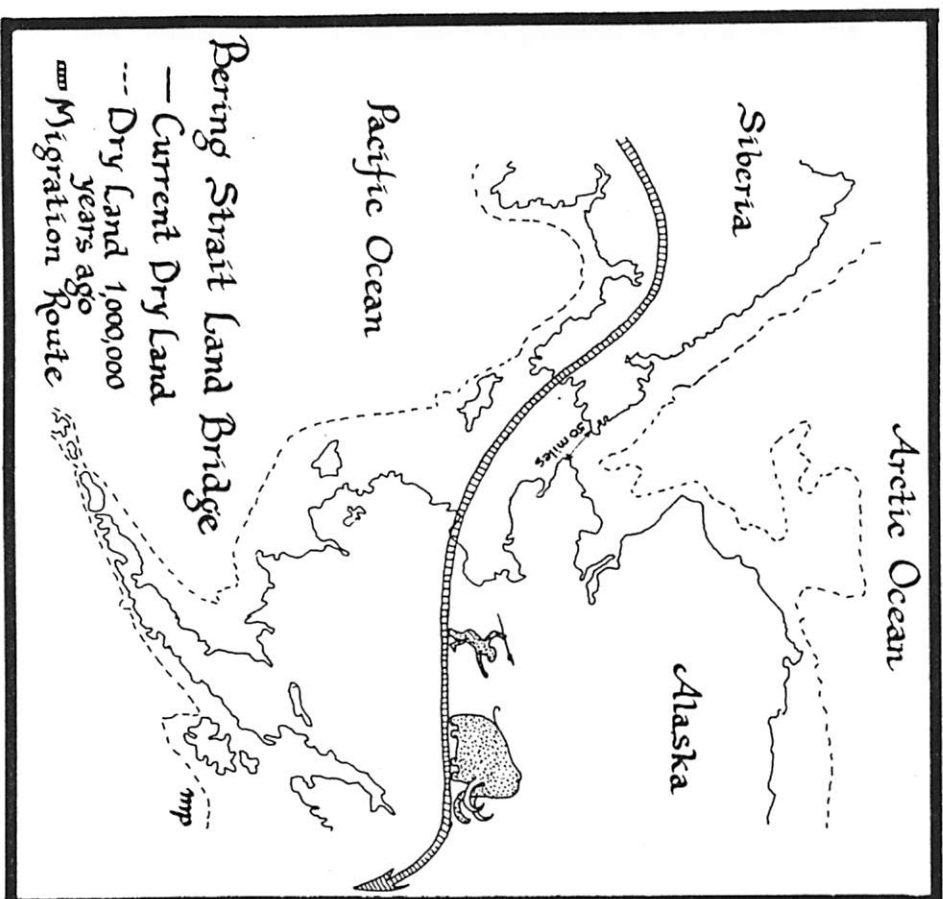 Arctic Ocean
Siberia
Alaska
50 miles
Pacific Ocean
Bering Strait Land Bridge
— Current Dry Land
--- Dry Land 1,000,000
years ago
Migration Route
mp